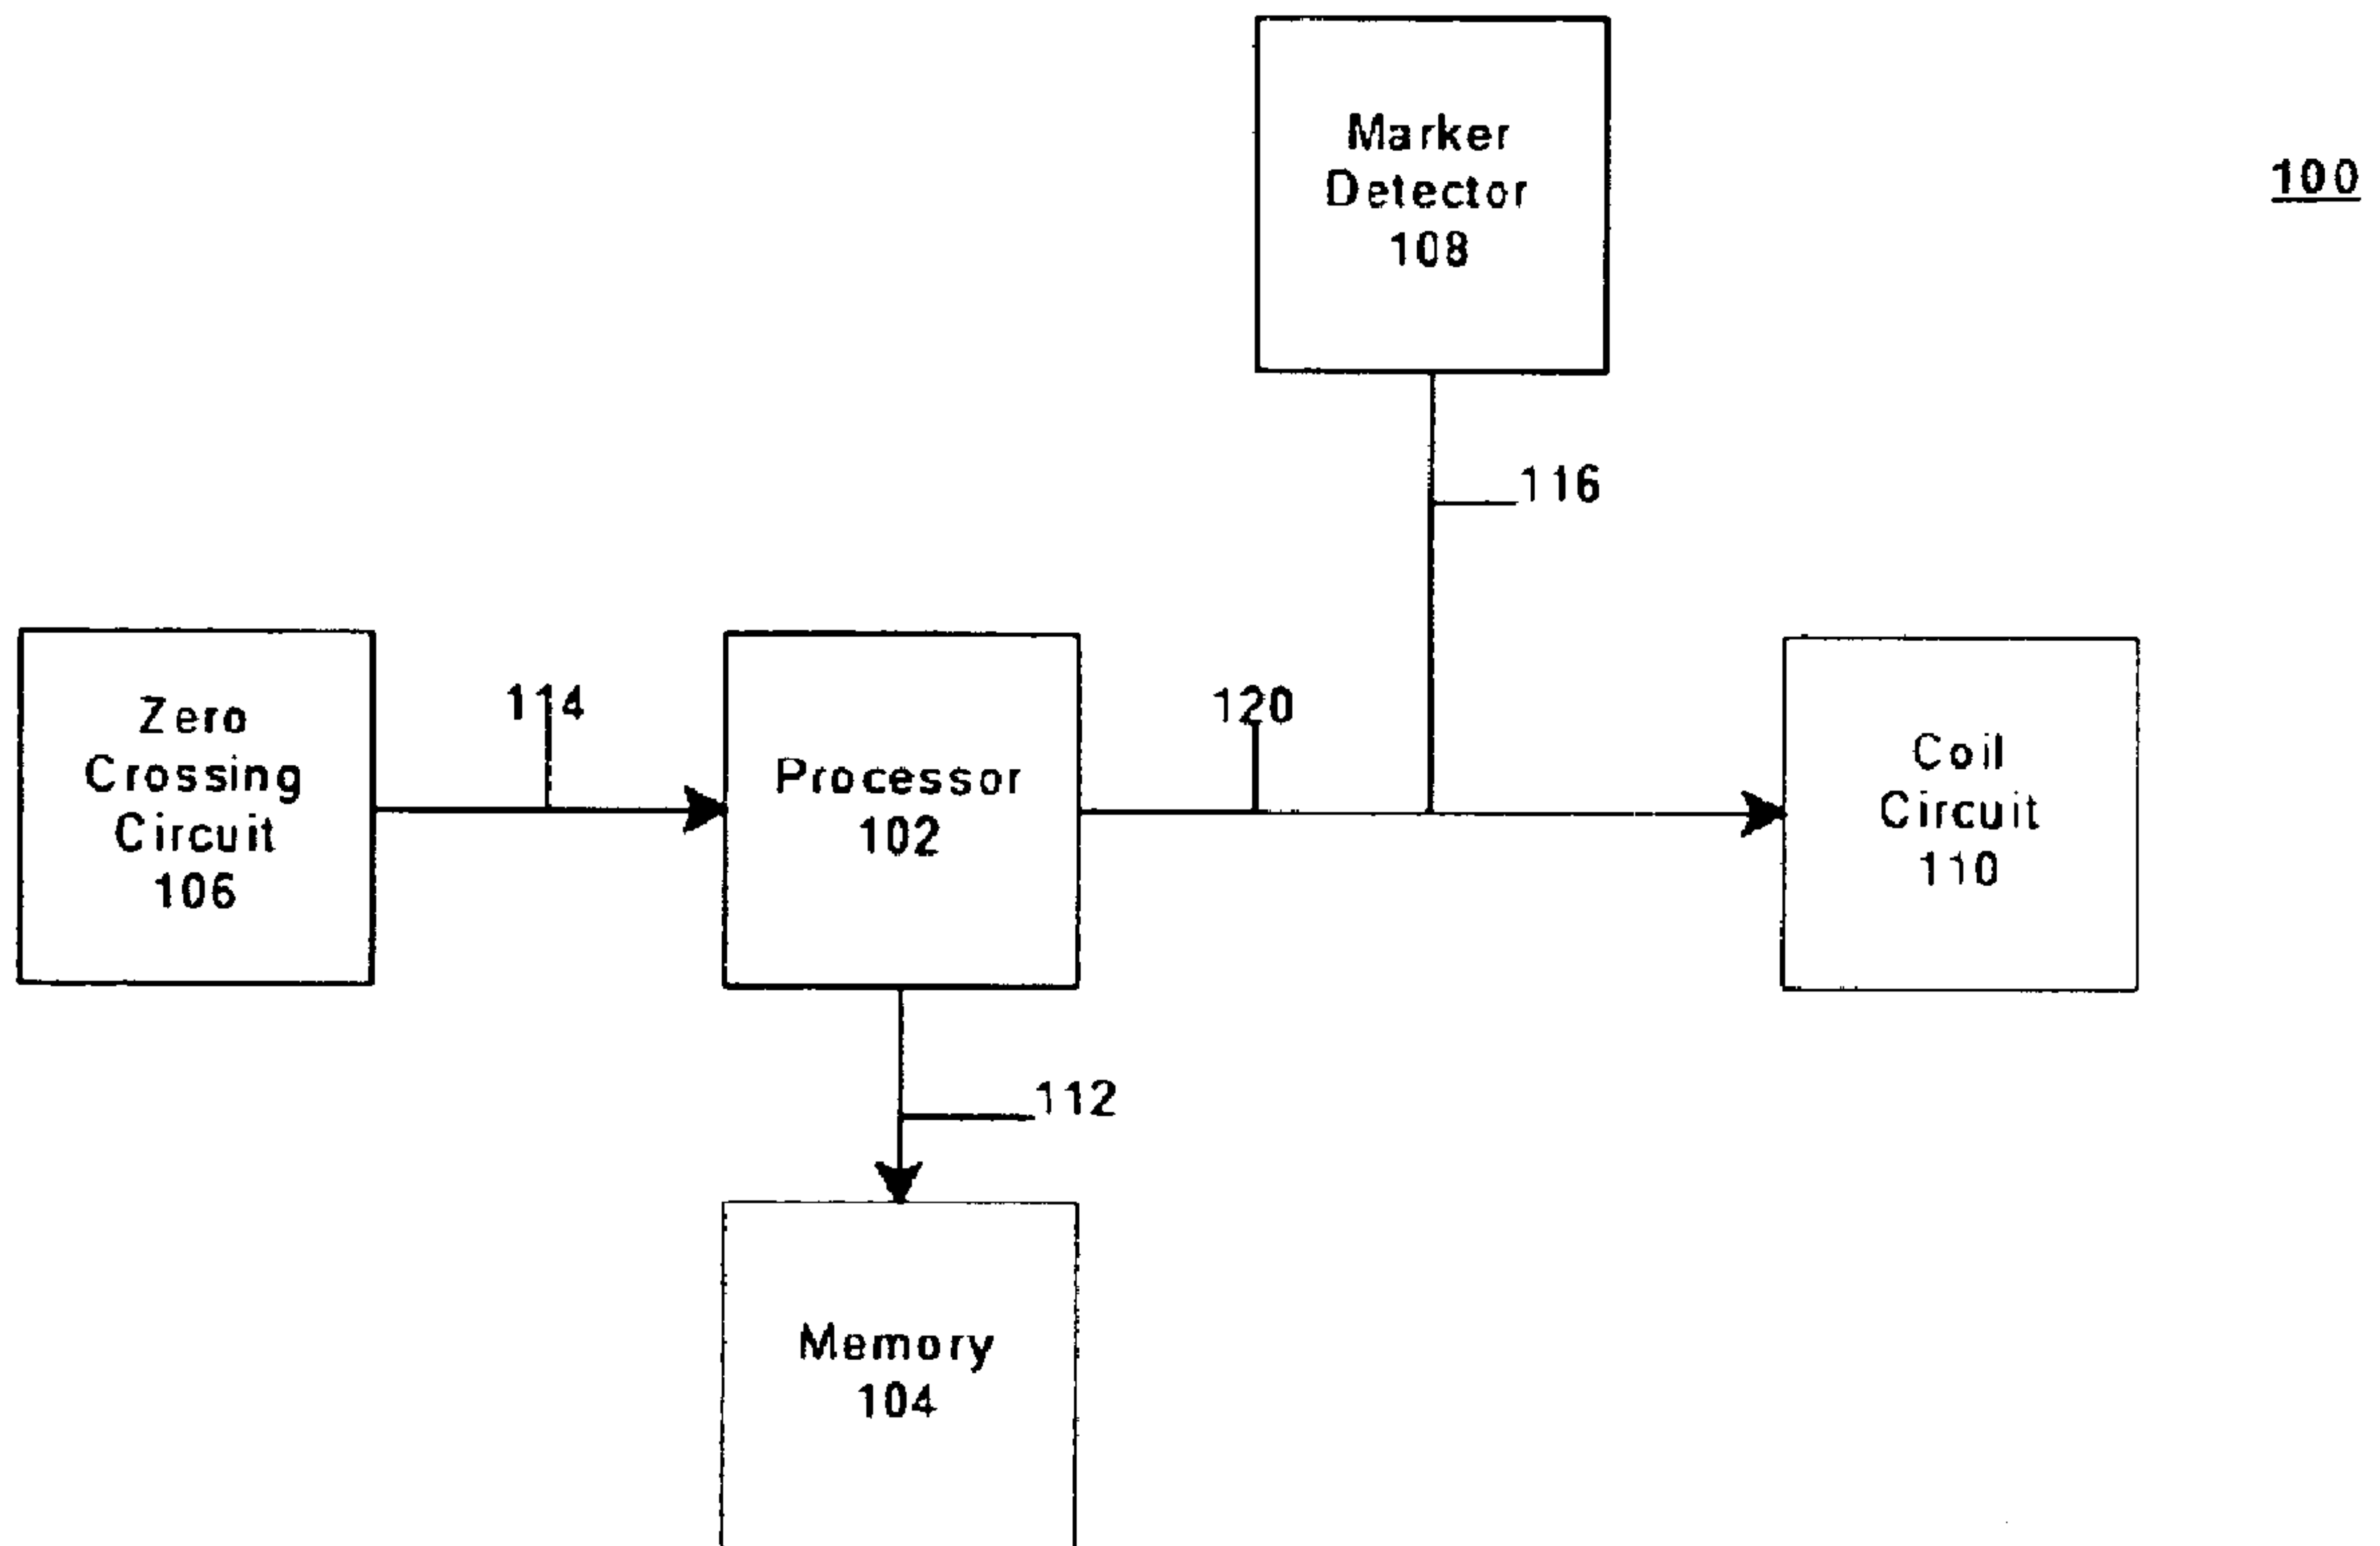 Marker
Detector
108
100
116
Zero
Crossing
Circuit
106
114
Processor
102
120
Coil
Circuit
110
112
Memory
104